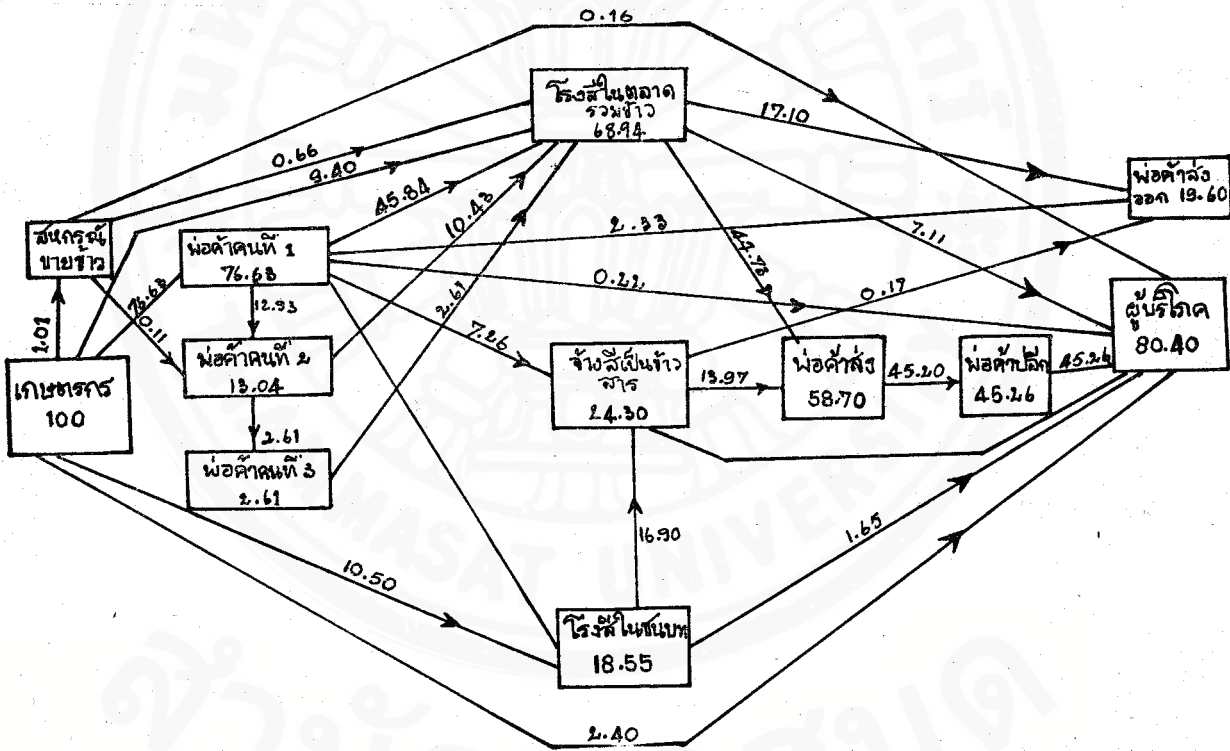 0.16
โรงสีในตลาด
รวมข้าว
68.94
17.10
0.66
9.40
พ่อค้าส่ง
ออก 19.60
45.84
10.43
สหกรณ์
ขายข้าว
พ่อค้าคนที่ 1
76.68
2.33
7.11
44.73
2.61
0.22
0.17
ผู้บริโภค
80.40
76.68
12.93
0.11
7.26
2.01
พ่อค้าคนที่ 2
13.04
จ้างสีเป็นข้าว
สาร
24.30
13.97
พ่อค้าส่ง
58.70
45.20
พ่อค้าปลีก
45.26
45.26
เกษตรกร
100
2.61
พ่อค้าคนที่ 3
2.61
16.90
1.65
10.50
โรงสีในชนบท
18.55
2.40
MASAT UNIVERSI